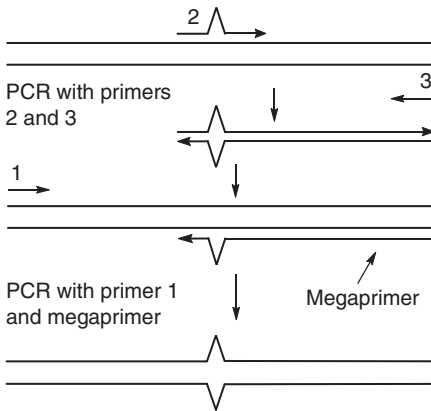 2
PCR with primers
2 and 3
3
1
PCR with primer 1
and megaprimer
Megaprimer